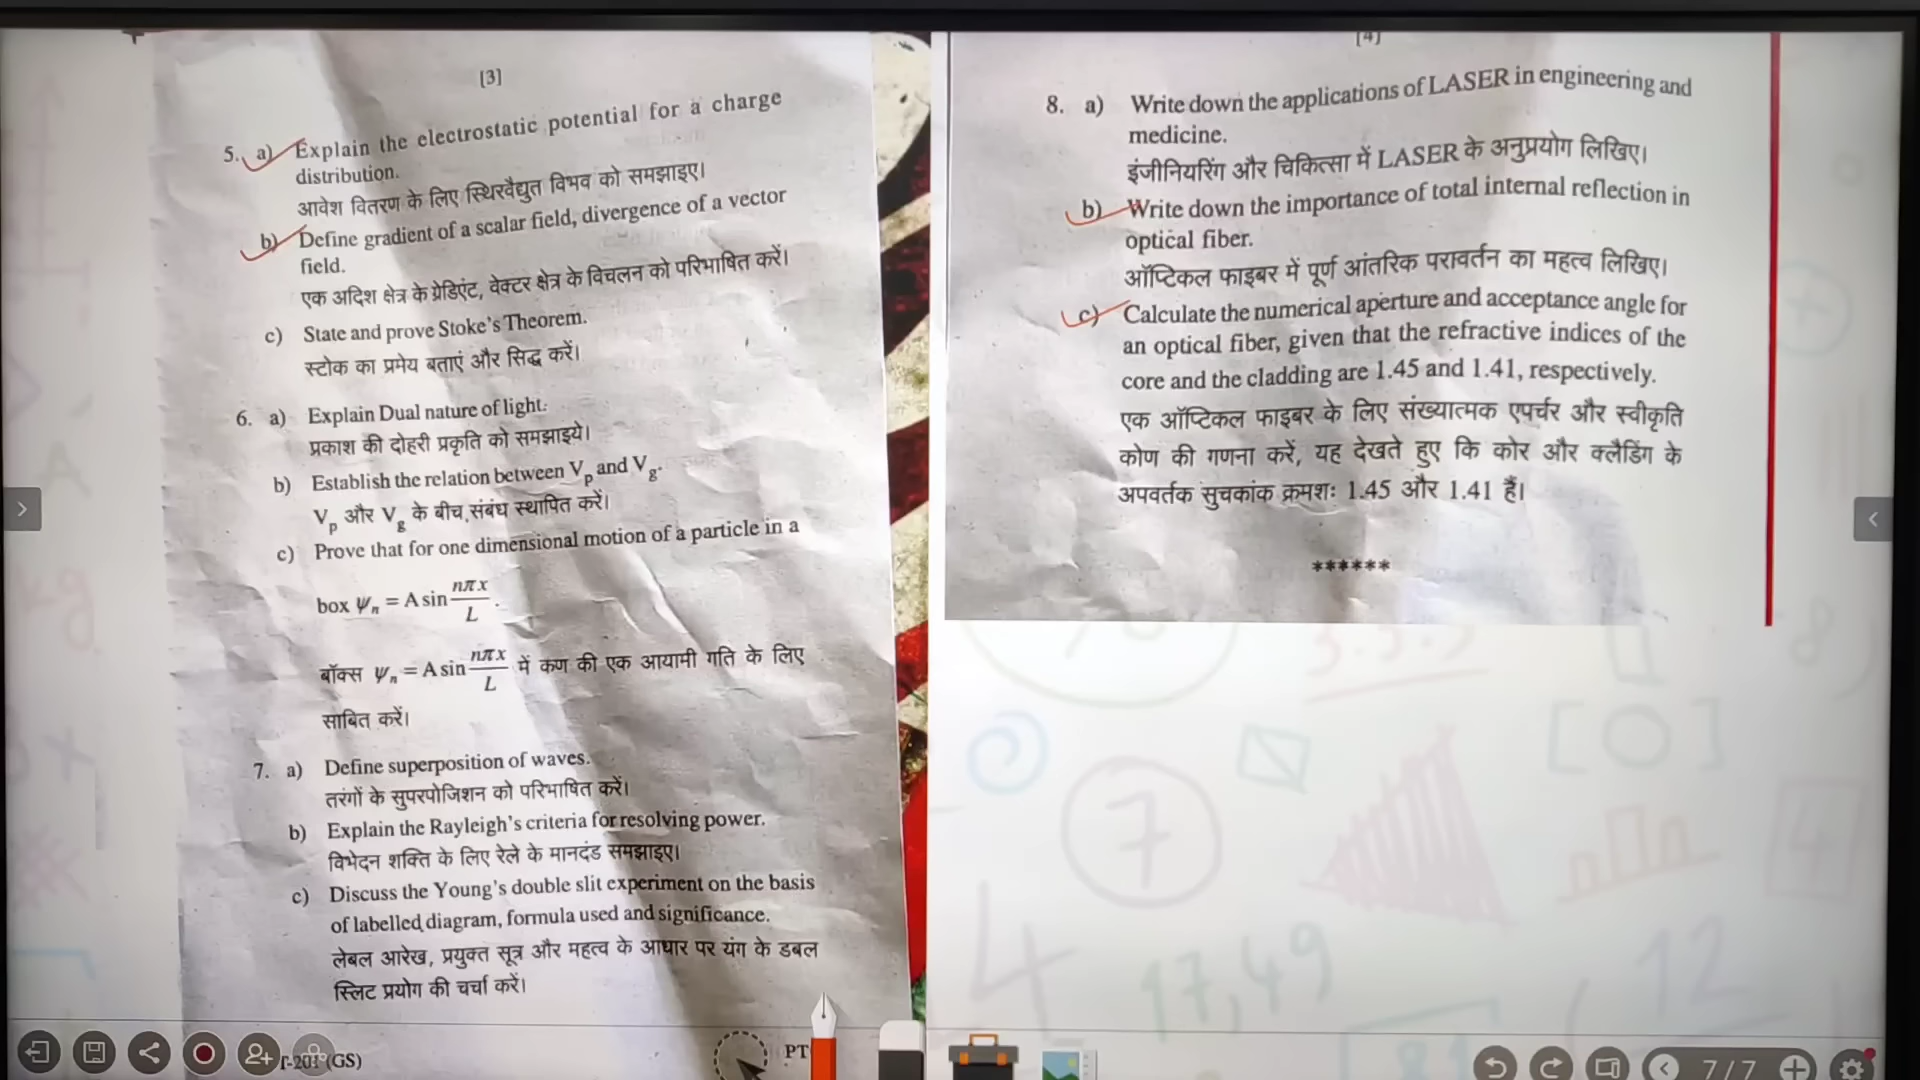 [3]
5. a) Explain the electrostatic potential for a charge
distribution.
आवेश वितरण के लिए स्थिरवैद्युत विभव को समझाइए।
b) Define gradient of a scalar field, divergence of a vector
field.
एक अदिश क्षेत्र के ग्रेडिएंट, वेक्टर क्षेत्र के विचलन को परिभाषित करें।
c) State and prove Stoke's Theorem.
स्टोक का प्रमेय बताएं और सिद्ध करें।
6. a) Explain Dual nature of light.
प्रकाश की दोहरी प्रकृति को समझाइये।
b) Establish the relation between Vp and Vg.
Vp और Vg के बीच संबंध स्थापित करें।
c) Prove that for one dimensional motion of a particle in a
box ψn = A sin nπx/L.
बॉक्स ψn = A sin nπx/L में कण की एक आयामी गति के लिए
साबित करें।
7. a) Define superposition of waves.
तरंगों के सुपरपोजिशन को परिभाषित करें।
b) Explain the Rayleigh's criteria for resolving power.
विभेदन शक्ति के लिए रेले के मानदंड समझाइए।
c) Discuss the Young's double slit experiment on the basis
of labelled diagram, formula used and significance.
लेबल आरेख, प्रयुक्त सूत्र और महत्व के आधार पर यंग के डबल
स्लिट प्रयोग की चर्चा करें।
(GS)
PT
[4]
8. a) Write down the applications of LASER in engineering and
medicine.
इंजीनियरिंग और चिकित्सा में LASER के अनुप्रयोग लिखिए।
b) Write down the importance of total internal reflection in
optical fiber.
ऑप्टिकल फाइबर में पूर्ण आंतरिक परावर्तन का महत्व लिखिए।
c) Calculate the numerical aperture and acceptance angle for
an optical fiber, given that the refractive indices of the
core and the cladding are 1.45 and 1.41, respectively.
एक ऑप्टिकल फाइबर के लिए संख्यात्मक एपर्चर और स्वीकृति
कोण की गणना करें, यह देखते हुए कि कोर और क्लैडिंग के
अपवर्तक सुचकांक क्रमशः 1.45 और 1.41 हैं।
******
7
4
17,49
12
7/7